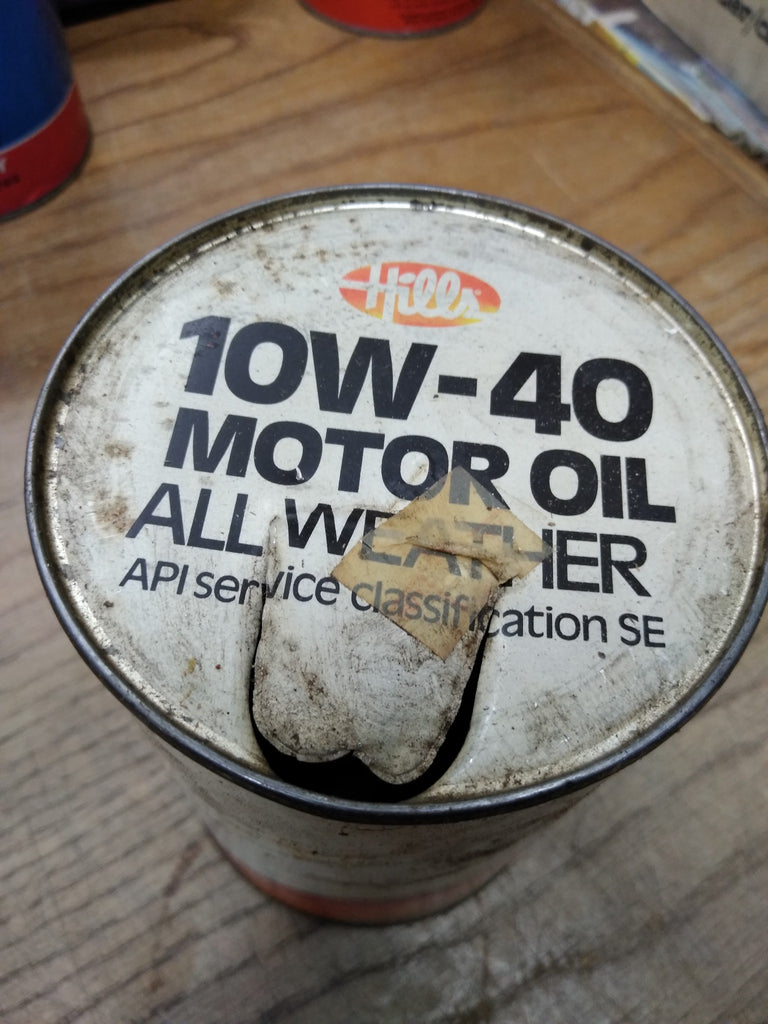 Hills
10W-40
MOTOR OIL
ALL WEATHER
API service classification SE